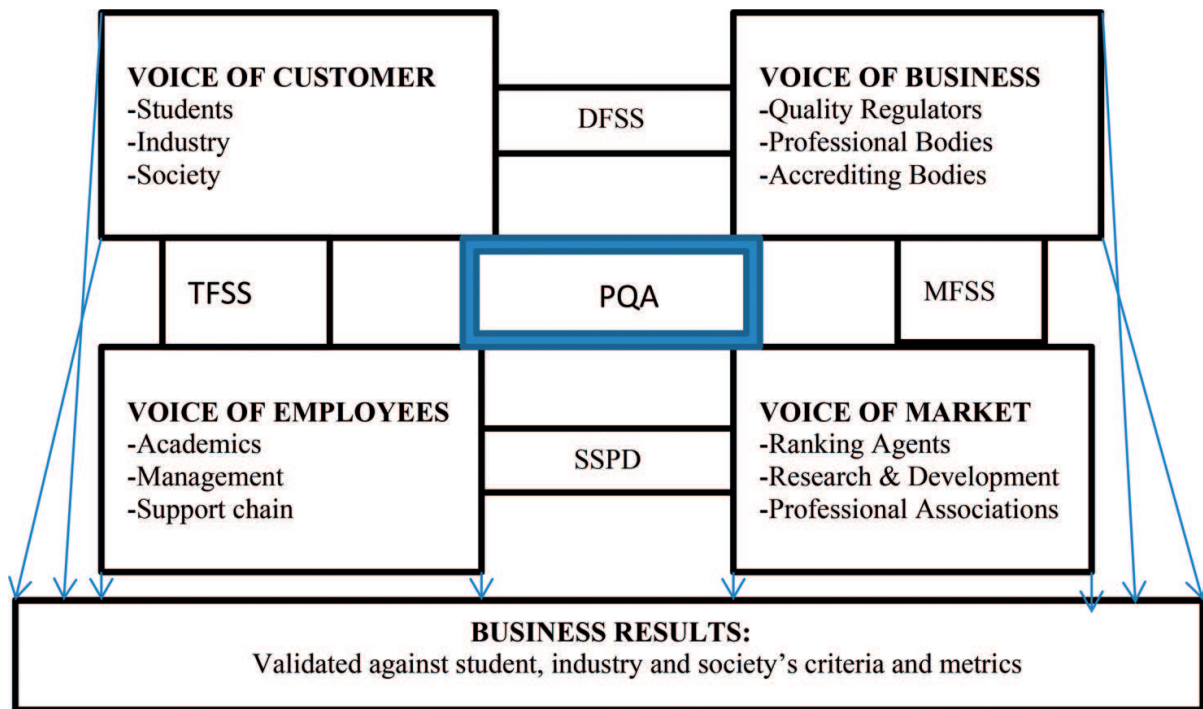 VOICE OF CUSTOMER
-Students
-Industry
-Society
DFSS
VOICE OF BUSINESS
-Quality Regulators
-Professional Bodies
-Accrediting Bodies
TFSS
PQA
MFSS
VOICE OF EMPLOYEES
-Academics
-Management
-Support chain
SSPD
VOICE OF MARKET
-Ranking Agents
-Research & Development
-Professional Associations
BUSINESS RESULTS:
Validated against student, industry and society’s criteria and metrics